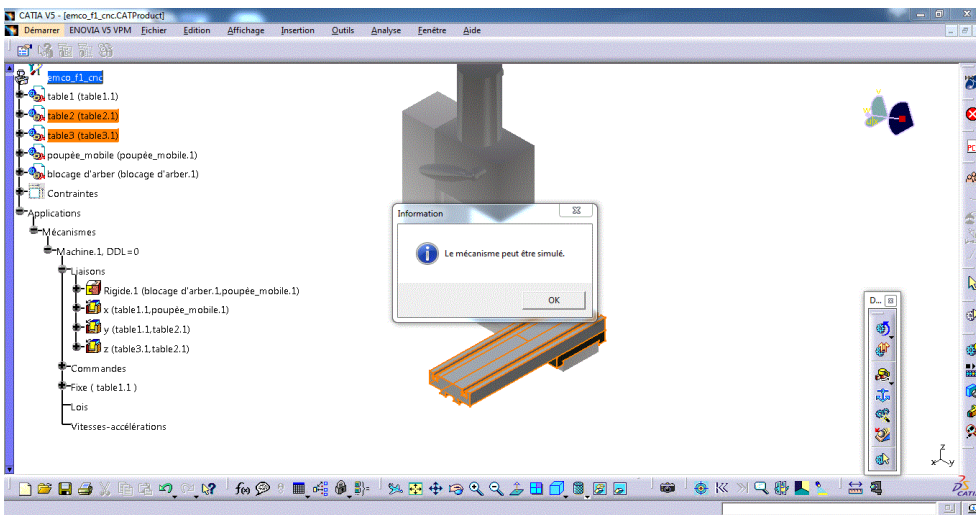 CATIA V5 - [emco_f1_cnc.CATProduct]
Démarrer ENOVIA V5 VPM Fichier Edition Affichage Insertion Outils Analyse Fenêtre Aide
emco_f1_cnc
table1 (table1.1)
table2 (table2.1)
table3 (table3.1)
poupée_mobile (poupée_mobile.1)
blocage d'arber (blocage d'arber.1)
Contraintes
Applications
Mécanismes
Machine.1, DDL=0
Liaisons
Rigide.1 (blocage d'arber.1,poupée_mobile.1)
x (table1.1,poupée_mobile.1)
y (table1.1,table2.1)
z (table3.1,table2.1)
Commandes
Fixe ( table1.1 )
Lois
Vitesses-accélérations
Information
Le mécanisme peut être simulé.
OK
D...
PC
z
x y
f(x)
CATIA